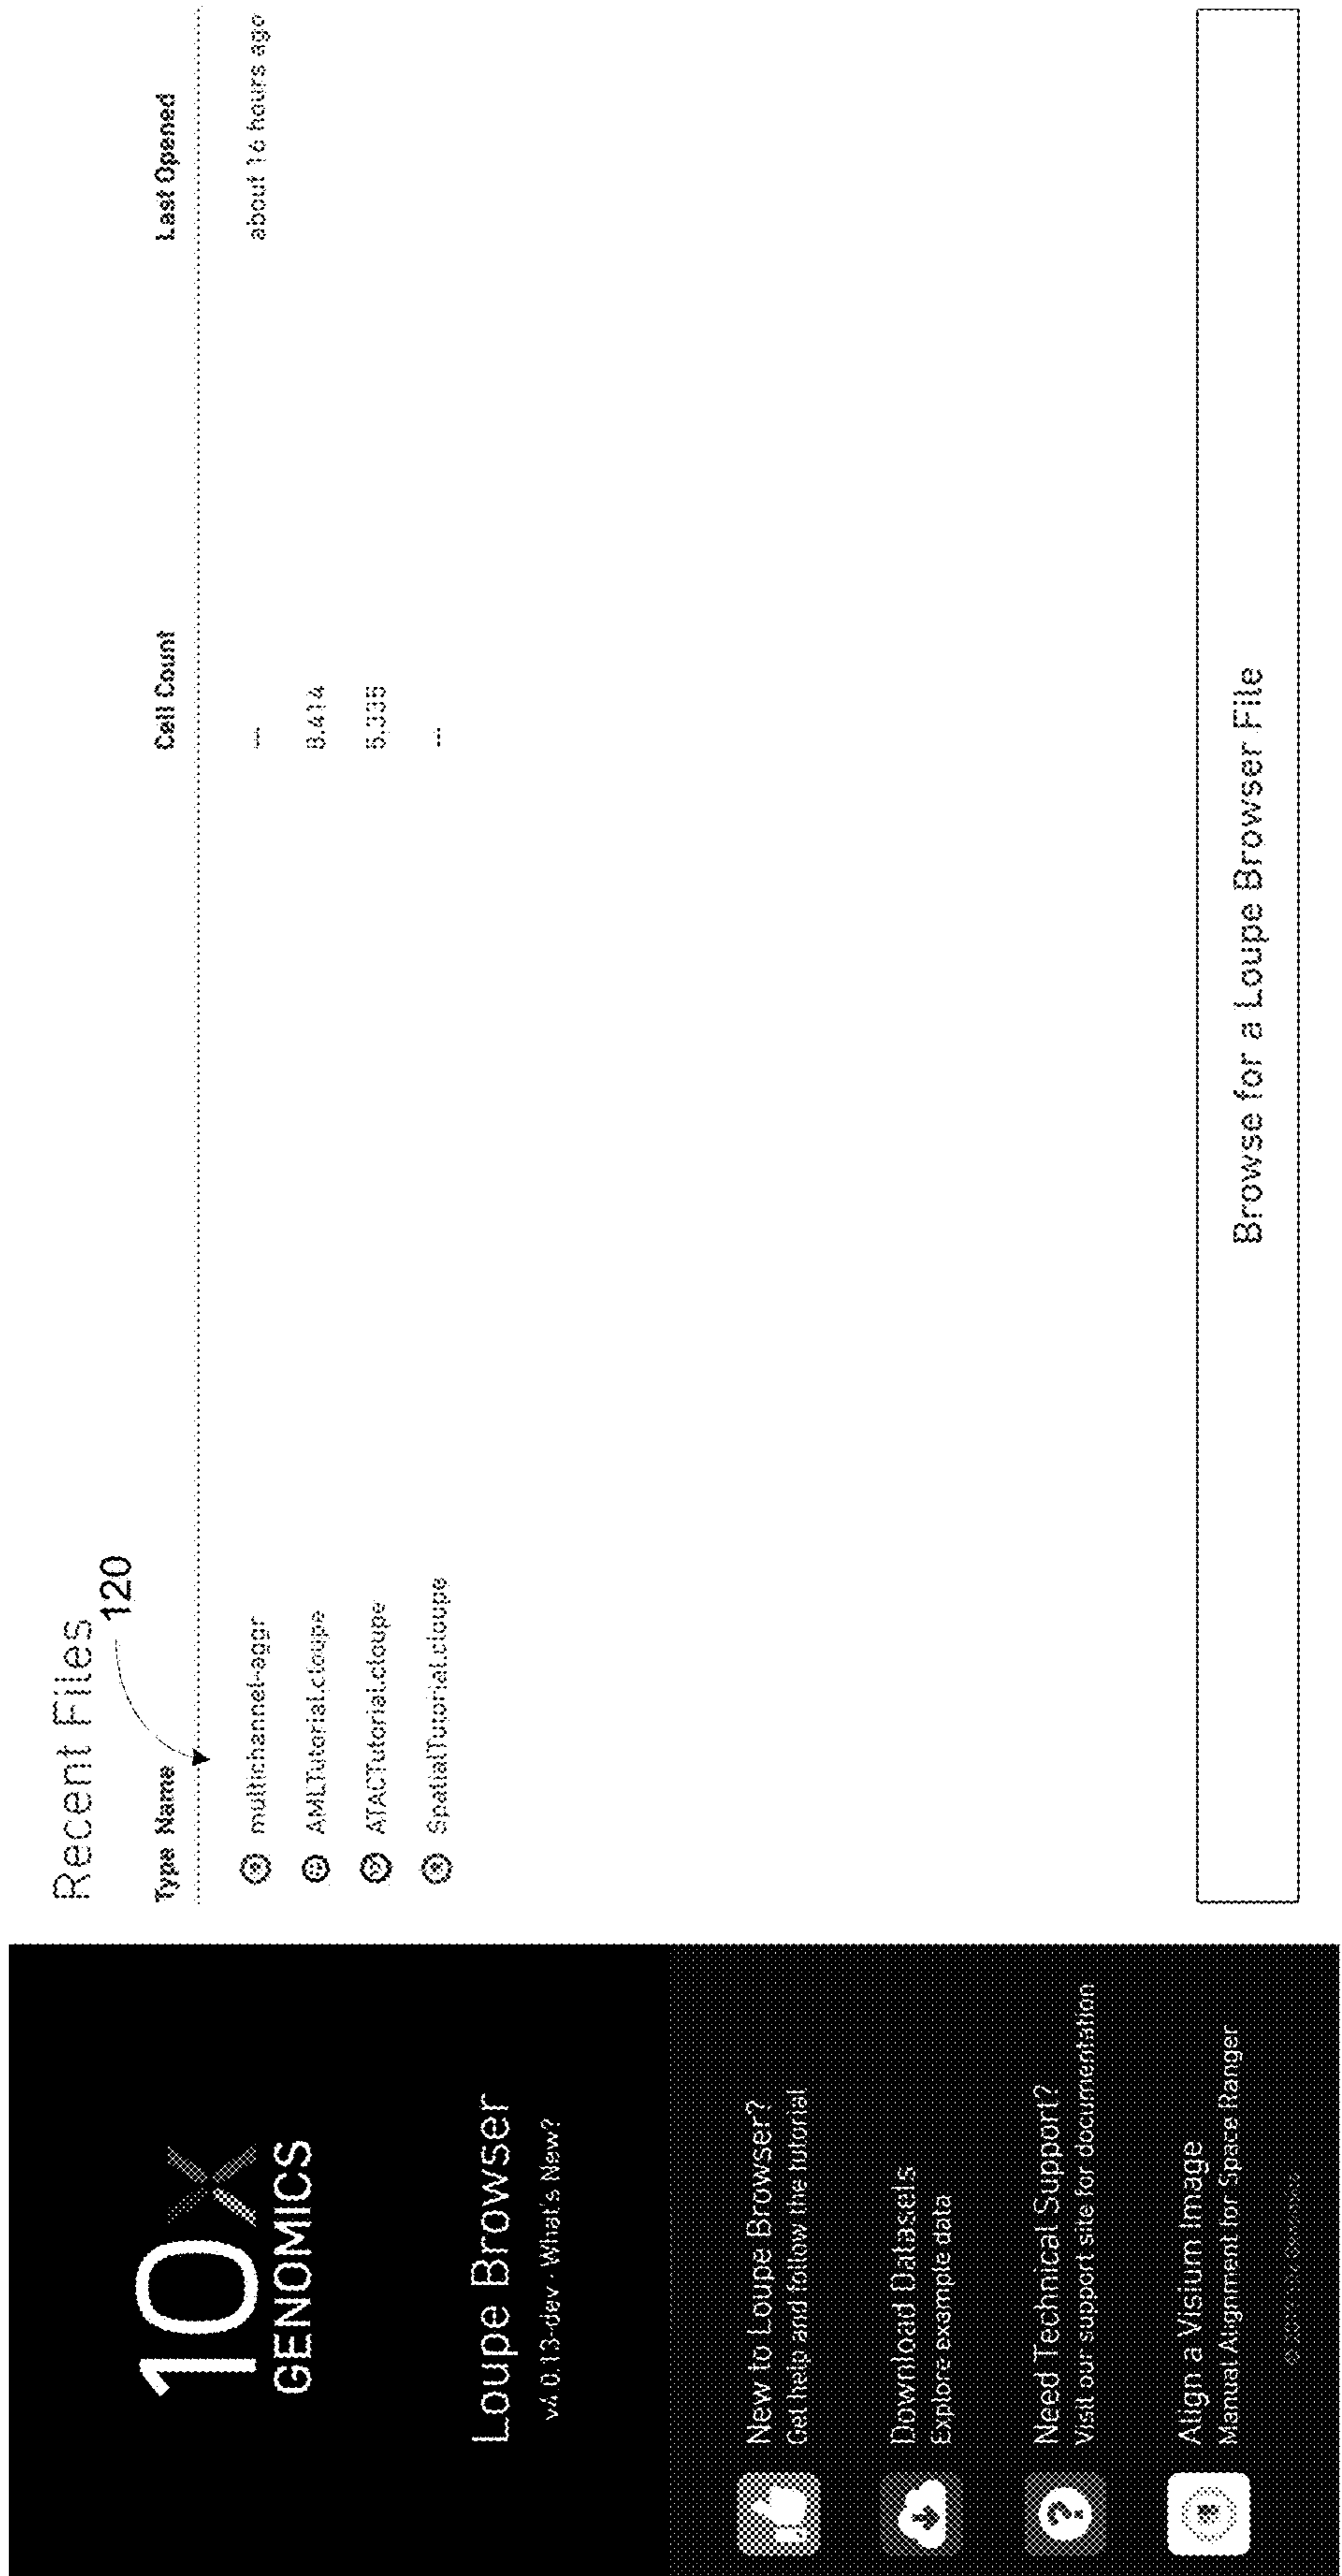 10X
GENOMICS
Loupe Browser
v4.0.13-dev · What's New?
New to Loupe Browser?
Get help and follow the tutorial
Download Datasets
Explore example data
Need Technical Support?
Visit our support site for documentation
Align a Visium Image
Manual Alignment for Space Ranger
Recent Files
120
Type Name Cell Count Last Opened
multichannel-aggr --- about 16 hours ago
AMLTutorial.cloupe 8,414
ATACTutorial.cloupe 5,335
SpatialTutorial.cloupe ---
Browse for a Loupe Browser File